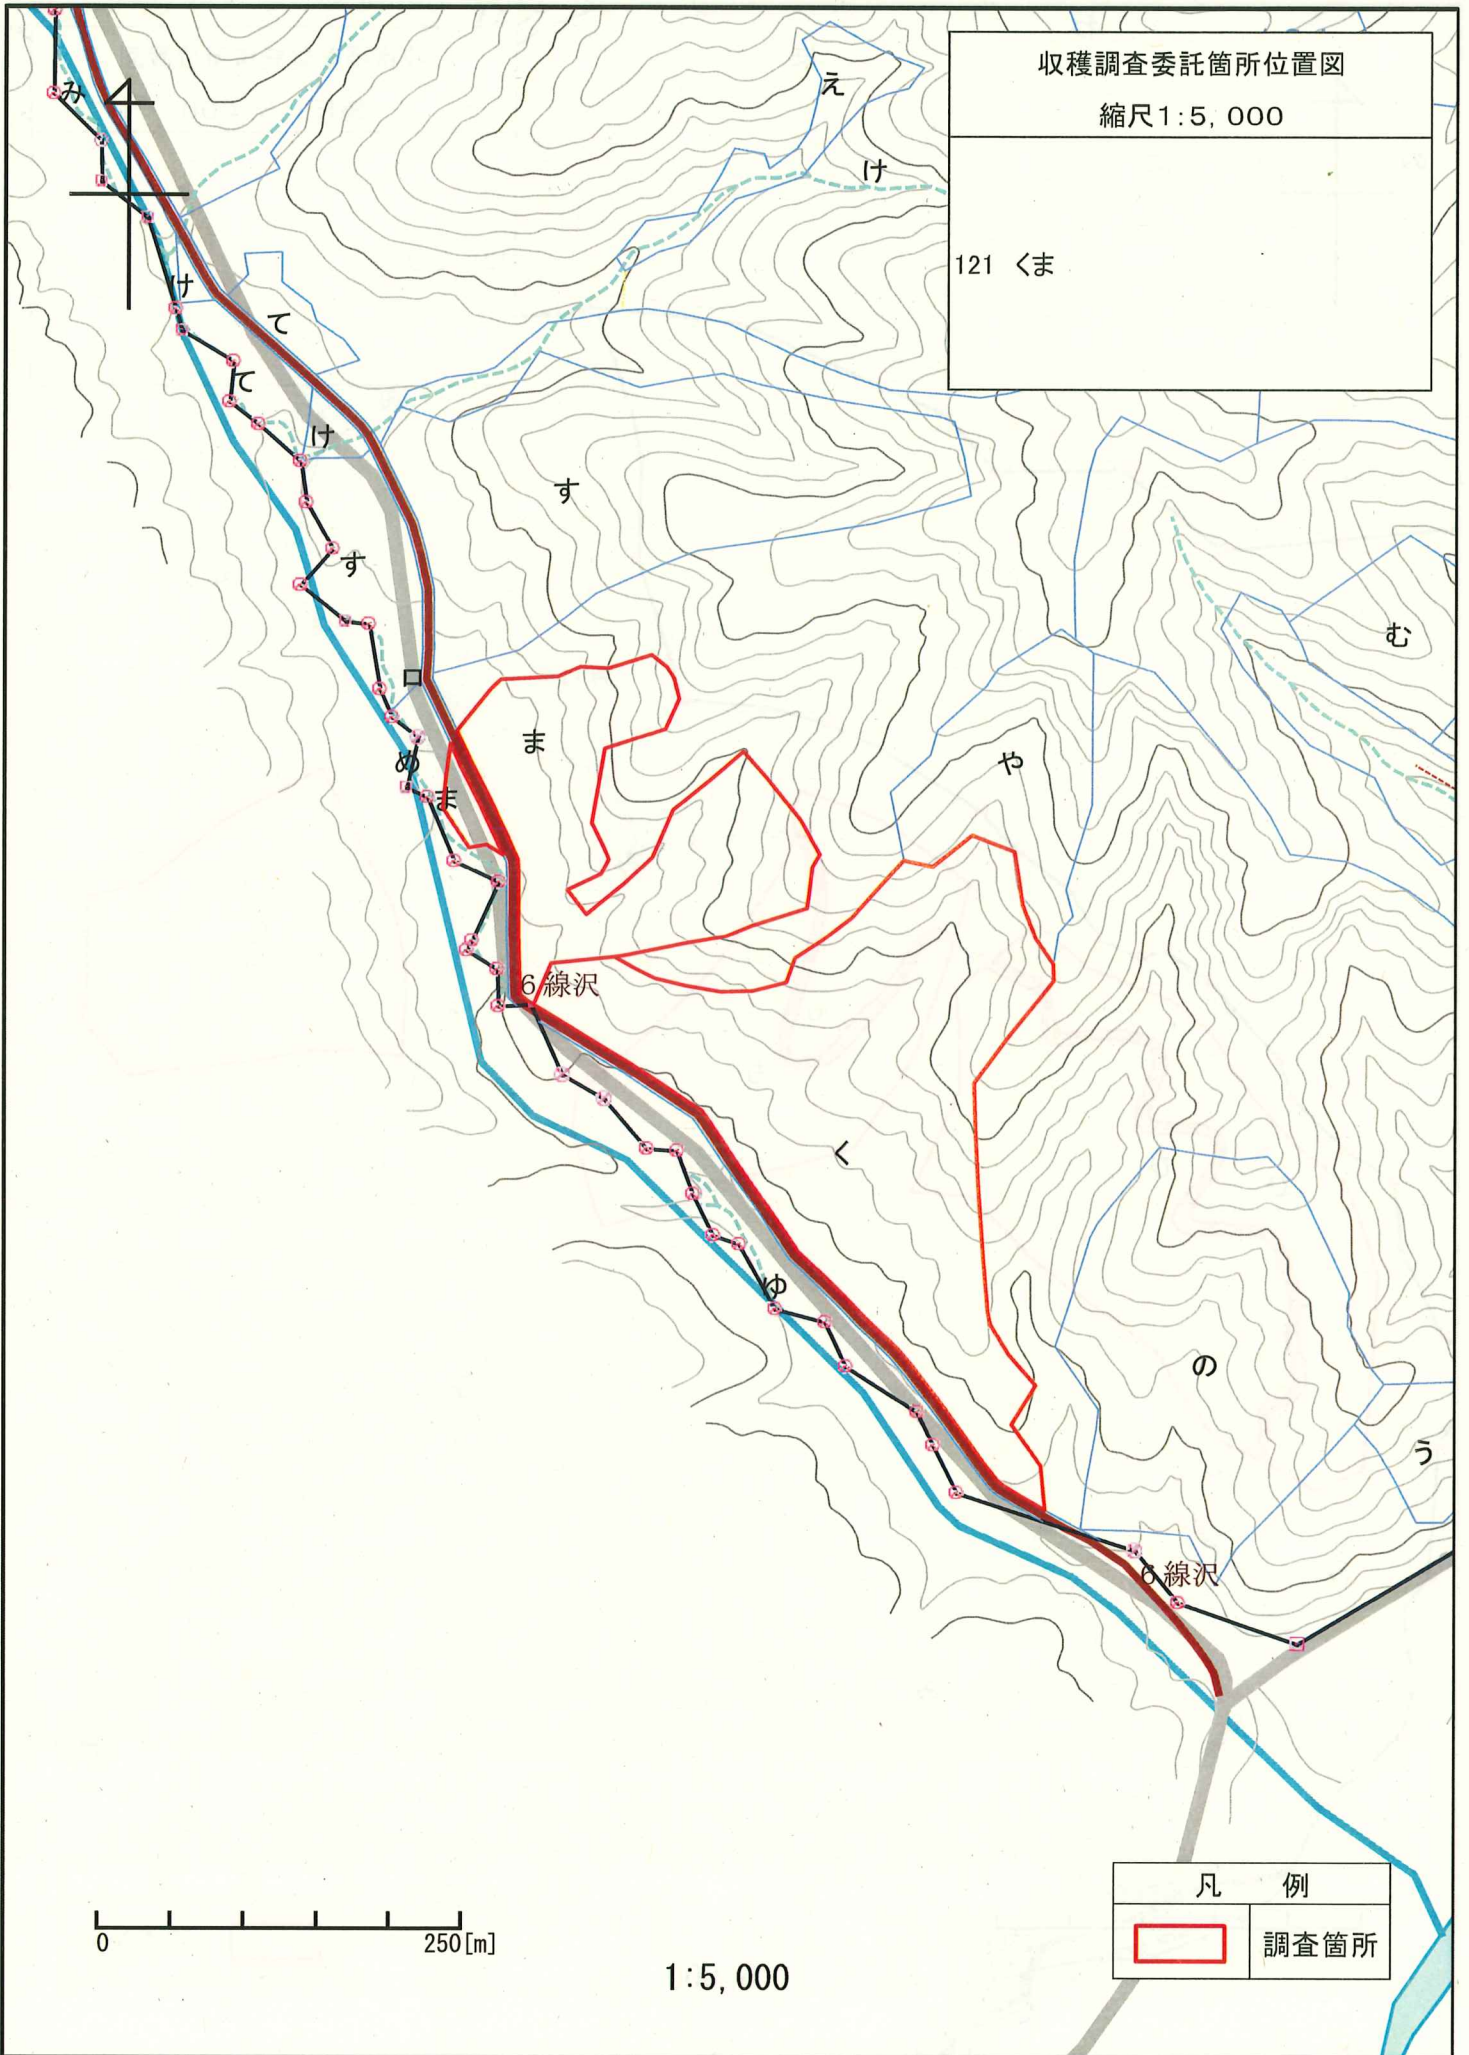 収穫調査委託箇所位置図
縮尺1:5,000
121 くま
え
み
け
け
て
て
け
す
す
む
ロ
ま
や
め
ま
6線沢
く
ゆ
の
う
6線沢
凡 例
調査箇所
0 250[m]
1:5,000